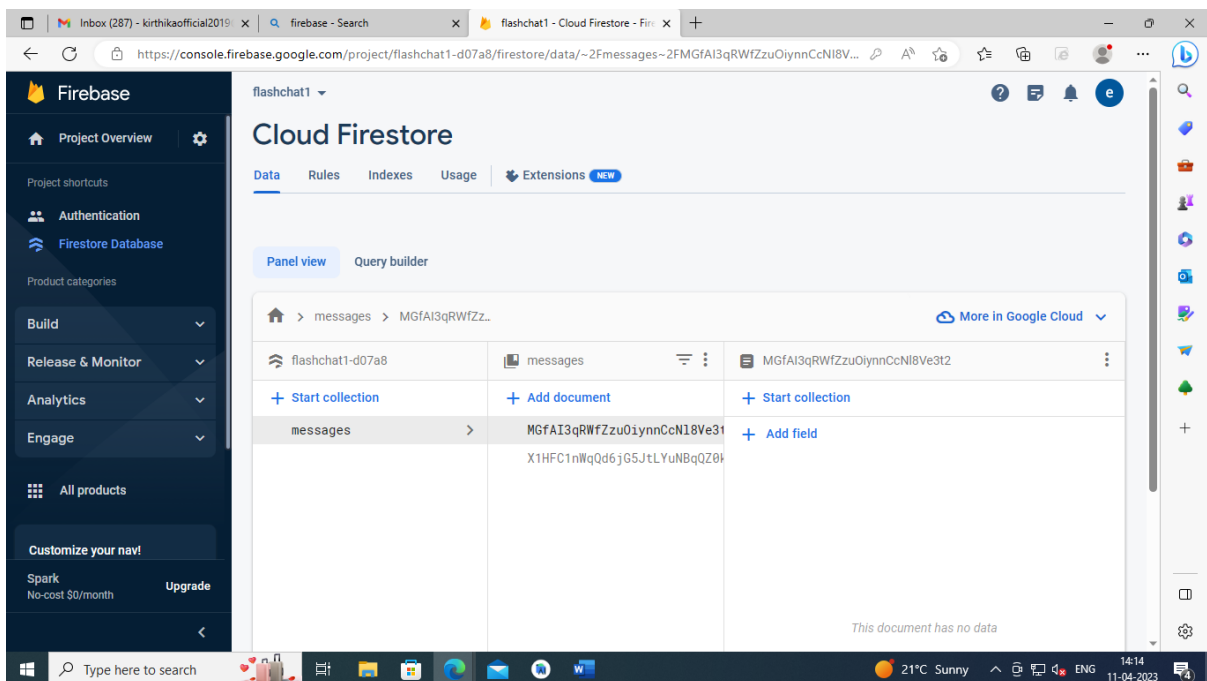 Inbox (287) - kirthikaofficial2019
firebase - Search
flashchat1 - Cloud Firestore - Fire
https://console.firebase.google.com/project/flashchat1-d07a8/firestore/data/~2Fmessages~2FMGfAI3qRWfZzuOiynnCcNl8V...
Firebase
flashchat1
e
Project Overview
Cloud Firestore
Data Rules Indexes Usage Extensions NEW
Project shortcuts
Authentication
Firestore Database
Panel view Query builder
Product categories
Build
messages > MGfAI3qRWfZz..
More in Google Cloud
Release & Monitor
flashchat1-d07a8
messages
MGfAI3qRWfZzuOiynnCcNl8Ve3t2
Analytics
+ Start collection
+ Add document
+ Start collection
Engage
messages
MGfAI3qRWfZzuOiynnCcNl8Ve3t
+ Add field
X1HFC1nWqQd6jG5JtLYuNBqQZ0k
All products
Customize your nav!
Spark
No-cost $0/month
Upgrade
This document has no data
Type here to search
21°C Sunny
ENG
14:14
11-04-2023
4